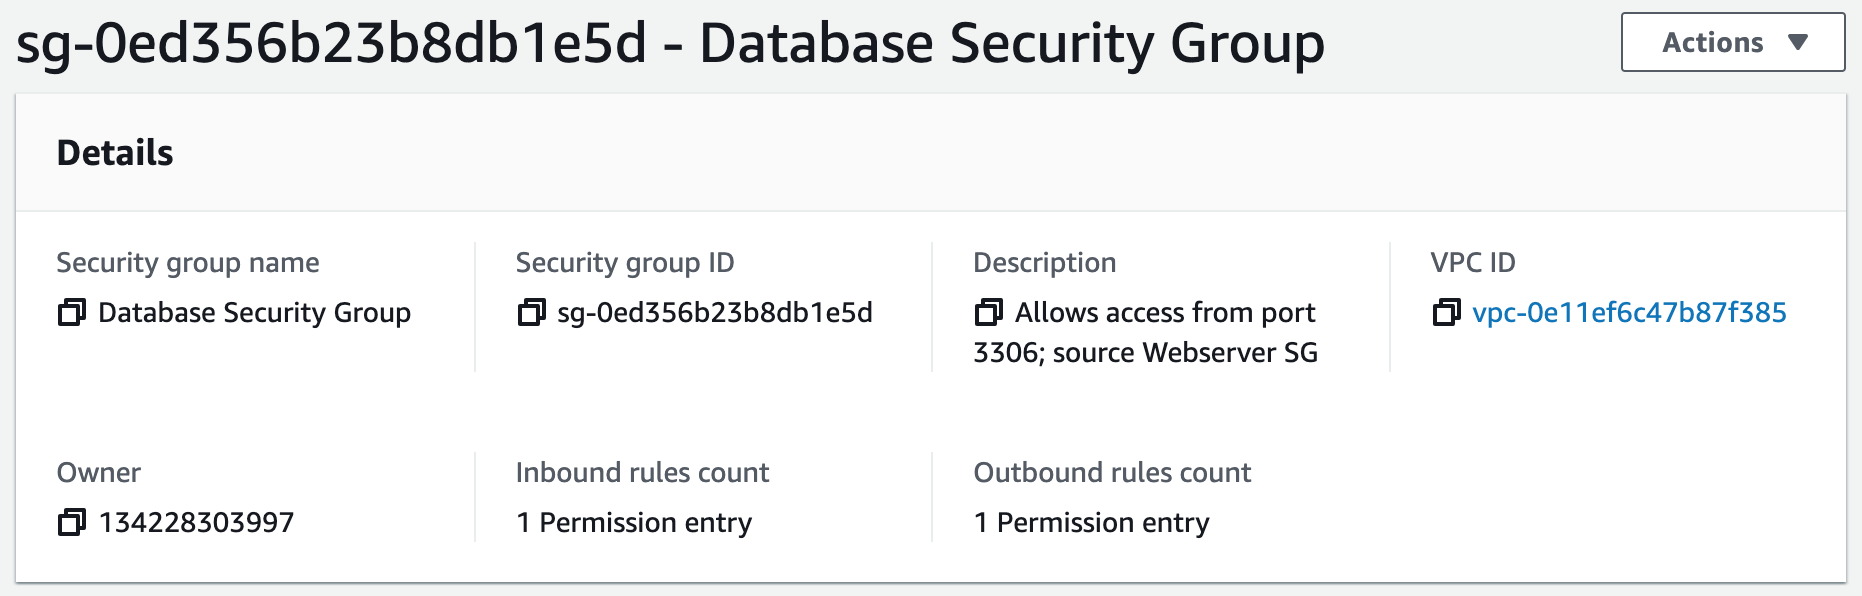 sg-0ed356b23b8db1e5d - Database Security Group
Actions
Details
Security group name
Database Security Group
Security group ID
sg-0ed356b23b8db1e5d
Description
Allows access from port
3306; source Webserver SG
VPC ID
vpc-0e11ef6c47b87f385
Owner
134228303997
Inbound rules count
1 Permission entry
Outbound rules count
1 Permission entry